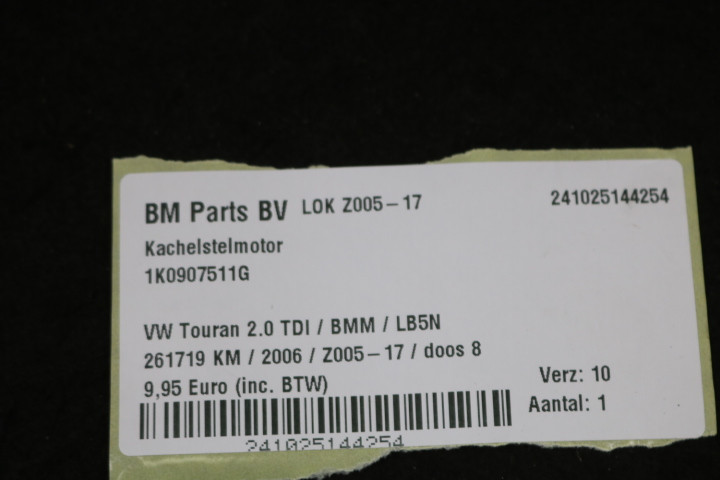 BM Parts BV LOK Z005-17 241025144254
Kachelstelmotor
1K0907511G
VW Touran 2.0 TDI / BMM / LB5N
261719 KM / 2006 / Z005-17 / doos 8
9,95 Euro (inc. BTW) Verz: 10
Aantal: 1
241025144254